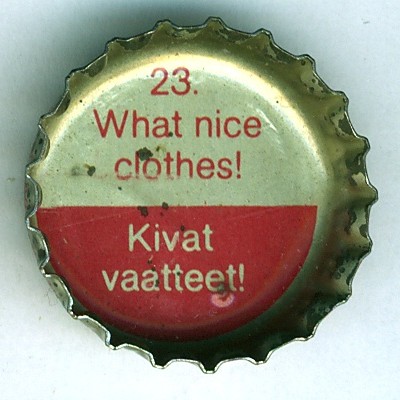 23.
What nice
clothes!
Kivat
vaatteet!